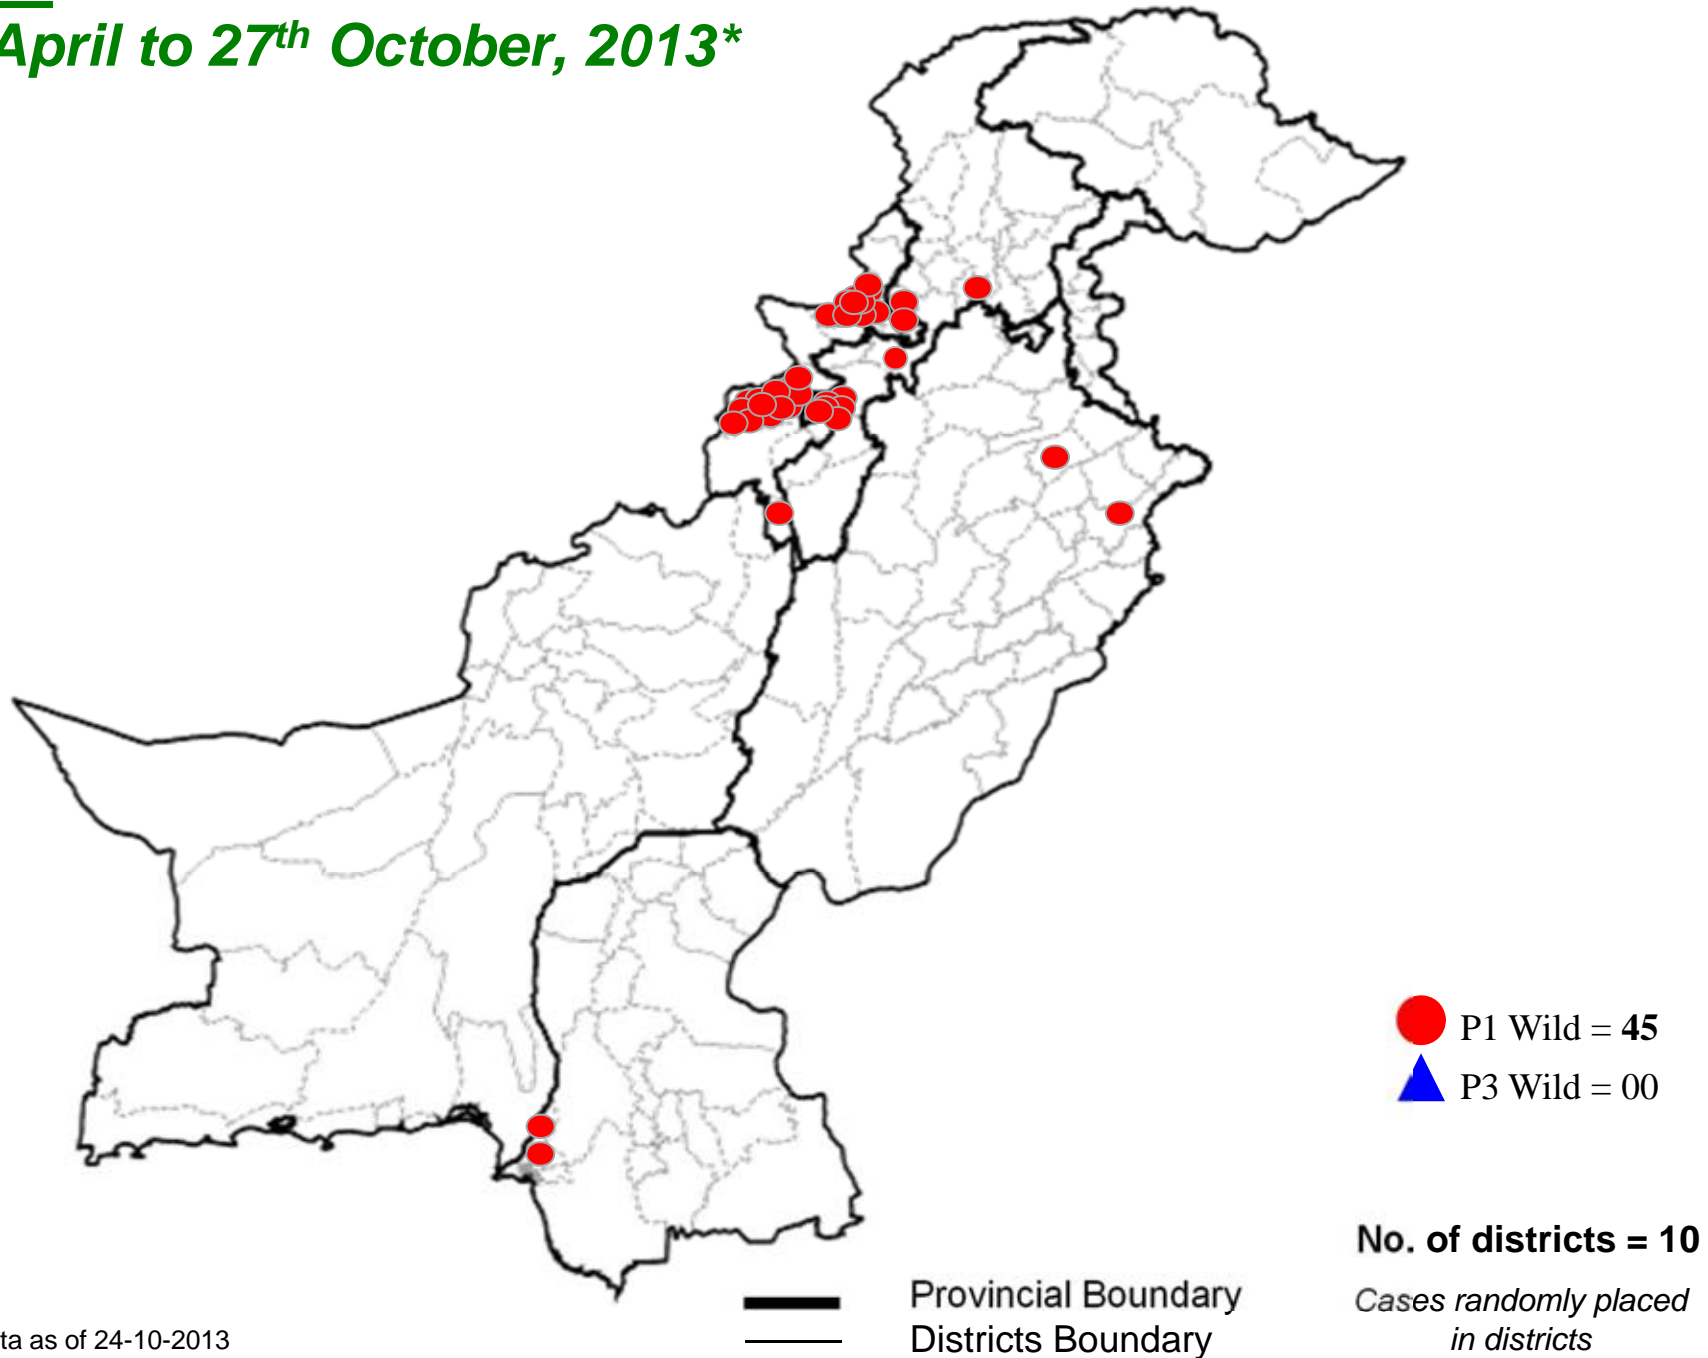 April to 27th October, 2013*
P1 Wild = 45
P3 Wild = 00
No. of districts = 10
Cases randomly placed
in districts
Provincial Boundary
Districts Boundary
ta as of 24-10-2013